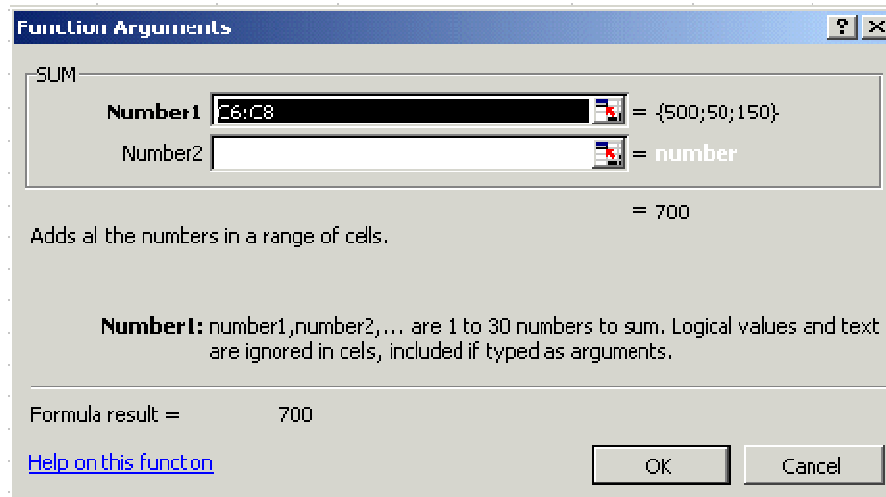 Function Arguments
SUM
Number1 C6:C8 = {500;50;150}
Number2 = number
= 700
Adds al the numbers in a range of cells.
Number1: number1,number2,... are 1 to 30 numbers to sum. Logical values and text
are ignored in cels, included if typed as arguments.
Formula result = 700
Help on this functon
OK Cancel